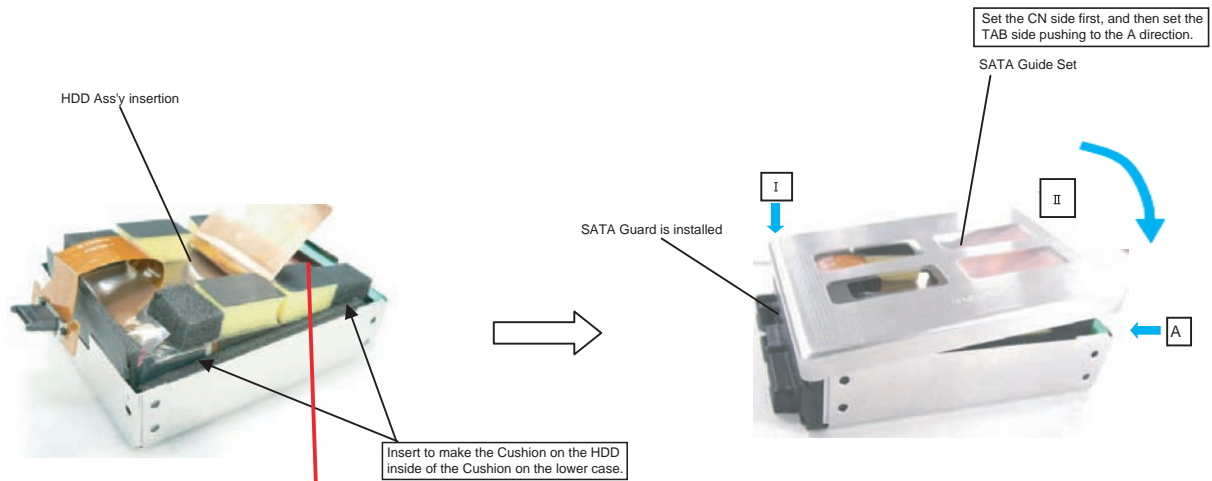 Set the CN side first, and then set the
TAB side pushing to the A direction.
SATA Guide Set
HDD Ass'y insertion
I
II
SATA Guard is installed
A
Insert to make the Cushion on the HDD
inside of the Cushion on the lower case.